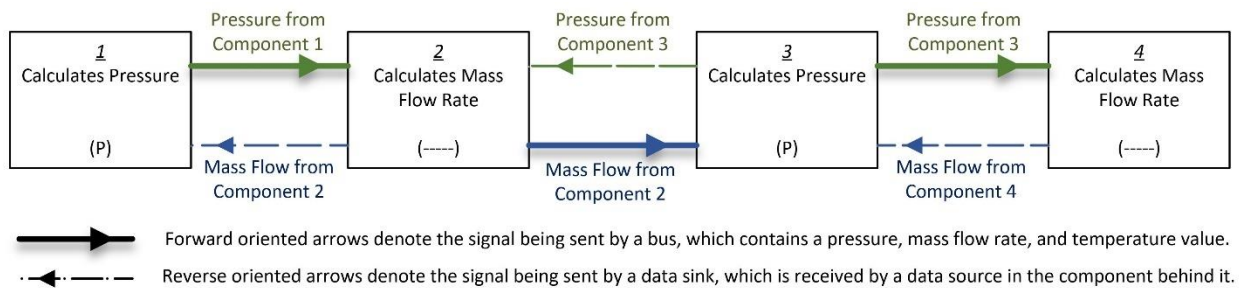 Pressure from
Component 1
Pressure from
Component 3
Pressure from
Component 3
1
Calculates Pressure
(P)
2
Calculates Mass
Flow Rate
(-----)
3
Calculates Pressure
(P)
4
Calculates Mass
Flow Rate
(-----)
Mass Flow from
Component 2
Mass Flow from
Component 2
Mass Flow from
Component 4
Forward oriented arrows denote the signal being sent by a bus, which contains a pressure, mass flow rate, and temperature value.
Reverse oriented arrows denote the signal being sent by a data sink, which is received by a data source in the component behind it.